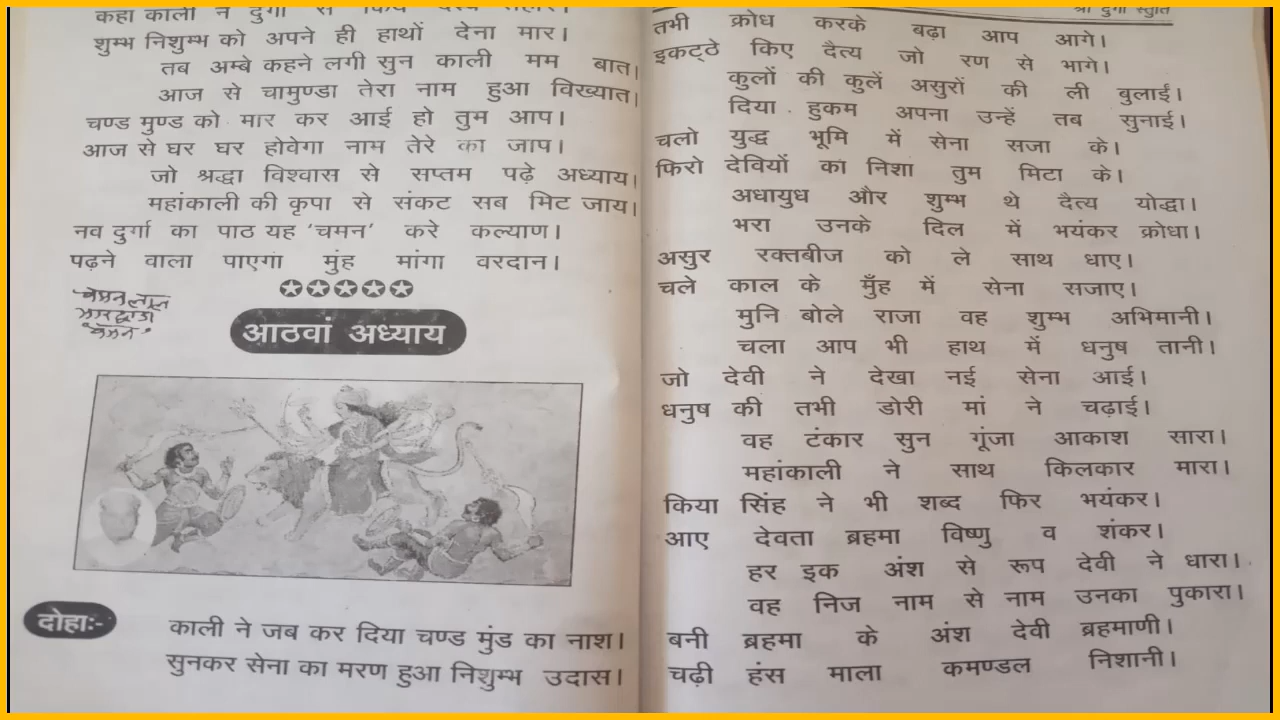 कहा काली ने दुर्गा से
शुम्भ निशुम्भ को अपने ही हाथों देना मार।
तब अम्बे कहने लगी सुन काली मम बात।
आज से चामुण्डा तेरा नाम हुआ विख्यात।
चण्ड मुण्ड को मार कर आई हो तुम आप।
आज से घर घर होवेगा नाम तेरे का जाप।
जो श्रद्धा विश्वास से सप्तम पढ़े अध्याय।
महांकाली की कृपा से संकट सब मिट जाय।
नव दुर्गा का पाठ यह 'चमन' करे कल्याण।
पढ़ने वाला पाएगा मुंह मांगा वरदान।
आठवां अध्याय
दोहाः-
काली ने जब कर दिया चण्ड मुंड का नाश।
सुनकर सेना का मरण हुआ निशुम्भ उदास।
श्री दुर्गा स्तुति
तभी क्रोध करके बढ़ा आप आगे।
इकट्ठे किए दैत्य जो रण से भागे।
कुलों की कुलें असुरों की ली बुलाईं।
दिया हुकम अपना उन्हें तब सुनाई।
चलो युद्ध भूमि में सेना सजा के।
फिरो देवियों का निशां तुम मिटा के।
अधायुध और शुम्भ थे दैत्य योद्धा।
भरा उनके दिल में भयंकर क्रोधा।
असुर रक्तबीज को ले साथ धाए।
चले काल के मुँह में सेना सजाए।
मुनि बोले राजा वह शुम्भ अभिमानी।
चला आप भी हाथ में धनुष तानी।
जो देवी ने देखा नई सेना आई।
धनुष की तभी डोरी मां ने चढ़ाई।
वह टंकार सुन गूंजा आकाश सारा।
महांकाली ने साथ किलकार मारा।
किया सिंह ने भी शब्द फिर भयंकर।
आए देवता ब्रहमा विष्णु व शंकर।
हर इक अंश से रूप देवी ने धारा।
वह निज नाम से नाम उनका पुकारा।
बनी ब्रहमा के अंश देवी ब्रहमाणी।
चढ़ी हंस माला कमण्डल निशानी।